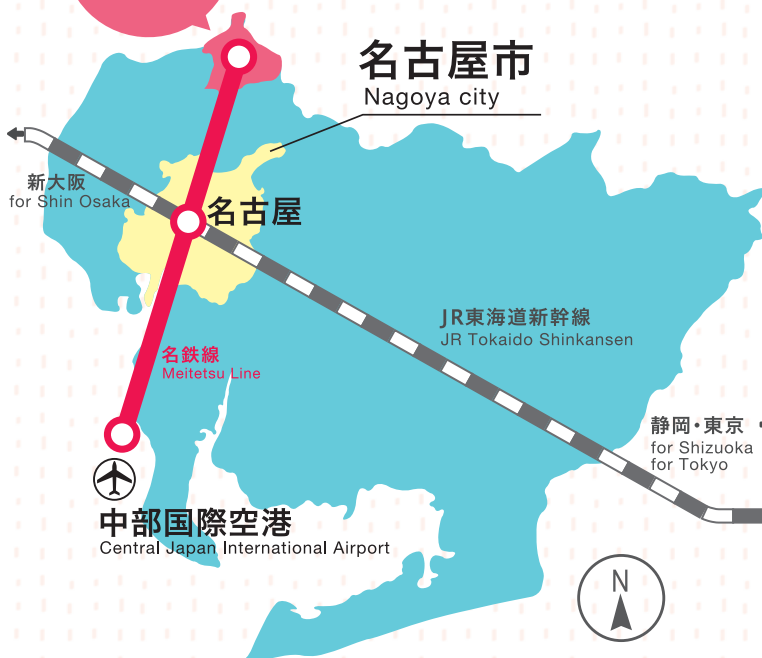 名古屋市
Nagoya city
新大阪
for Shin Osaka
名古屋
JR東海道新幹線
JR Tokaido Shinkansen
名鉄線
Meitetsu Line
静岡・東京
for Shizuoka
for Tokyo
中部国際空港
Central Japan International Airport
N